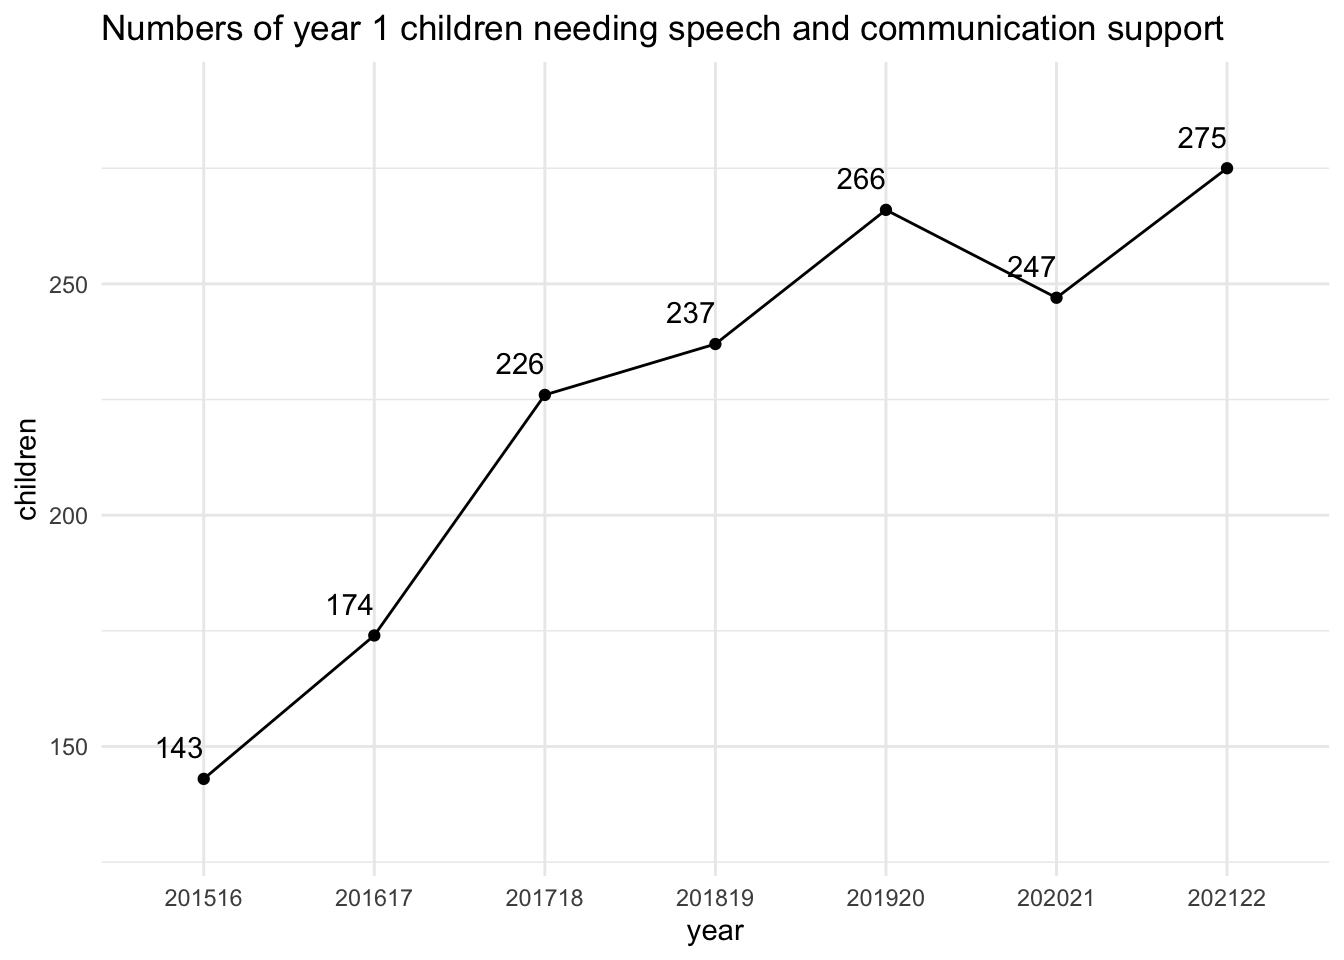 Numbers of year 1 children needing speech and communication support
275
266
247
250
237
226
children
200
174
143
150
201516 201617 201718 201819 201920 202021 202122
year